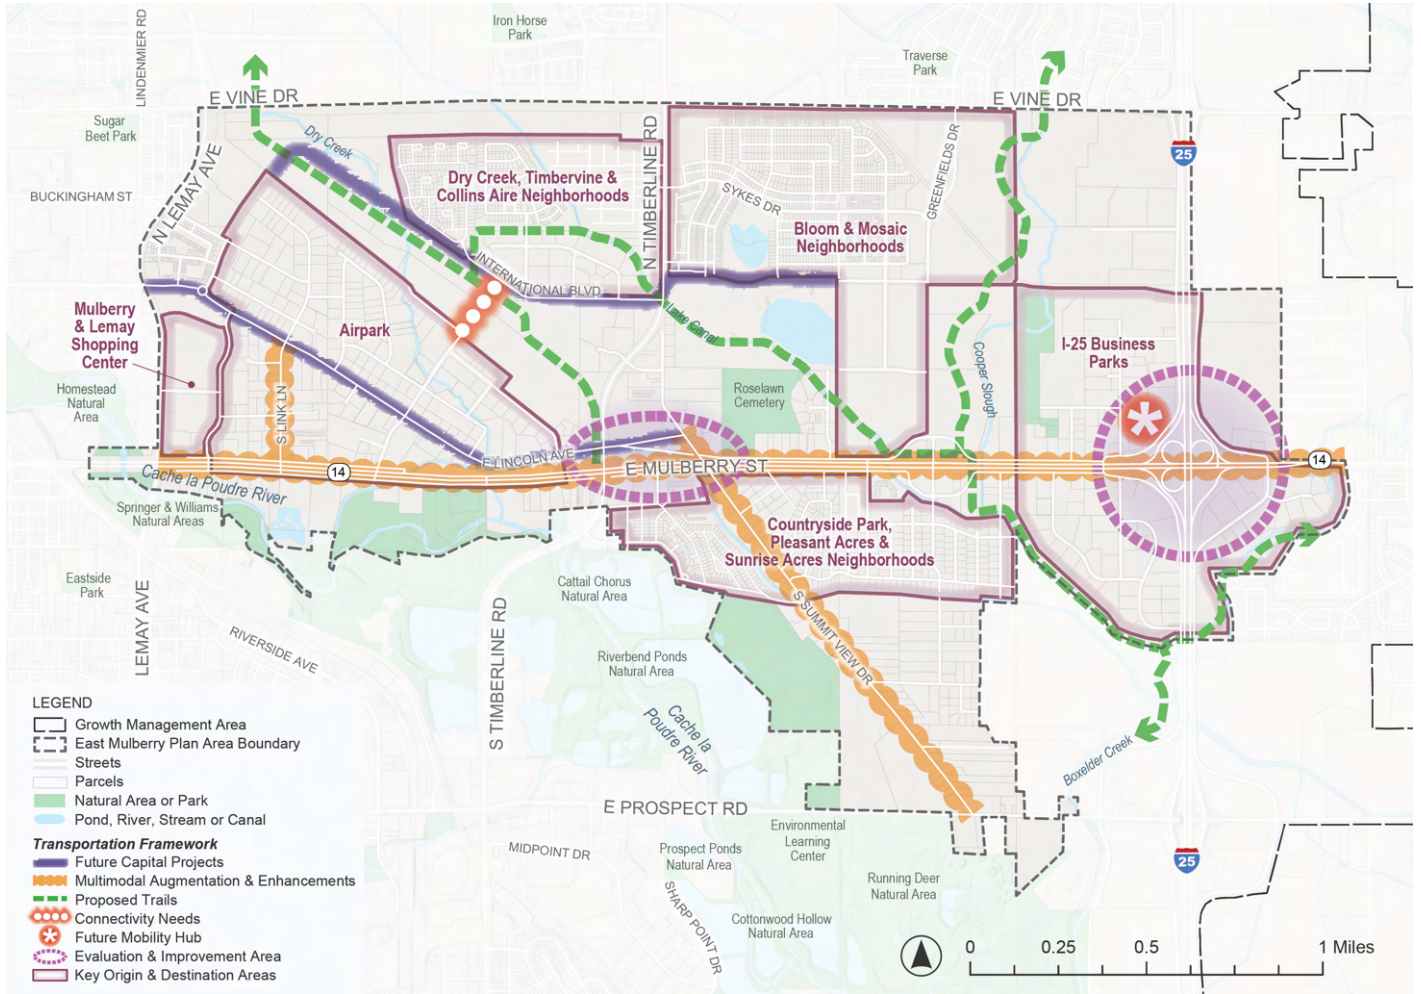 LINDENMIER RD
Iron Horse
Park
Traverse
Park
E VINE DR
E VINE DR
Sugar
Beet Park
Dry Creek
N LEMAY AVE
BUCKINGHAM ST
Dry Creek, Timbervine &
Collins Aire Neighborhoods
N TIMBERLINE RD
SYKES DR
GREENFIELDS DR
25
Bloom & Mosaic
Neighborhoods
INTERNATIONAL BLVD
Mulberry
& Lemay
Shopping
Center
Airpark
Lake Canal
Cooper Slough
I-25 Business
Parks
Homestead
Natural
Area
S LINK LN
Roselawn
Cemetery
E LINCOLN AVE
E MULBERRY ST
14
14
Cache la Poudre River
Springer & Williams
Natural Areas
Countryside Park,
Pleasant Acres &
Sunrise Acres Neighborhoods
Eastside
Park
LEMAY AVE
Cattail Chorus
Natural Area
S TIMBERLINE RD
S SUMMIT VIEW DR
RIVERSIDE AVE
Riverbend Ponds
Natural Area
Cache la
Poudre River
Boxelder Creek
E PROSPECT RD
MIDPOINT DR
Prospect Ponds
Natural Area
Environmental
Learning
Center
25
Running Deer
Natural Area
SHARP POINT DR
Cottonwood Hollow
Natural Area
LEGEND
Growth Management Area
East Mulberry Plan Area Boundary
Streets
Parcels
Natural Area or Park
Pond, River, Stream or Canal
Transportation Framework
Future Capital Projects
Multimodal Augmentation & Enhancements
Proposed Trails
Connectivity Needs
Future Mobility Hub
Evaluation & Improvement Area
Key Origin & Destination Areas
0 0.25 0.5 1 Miles